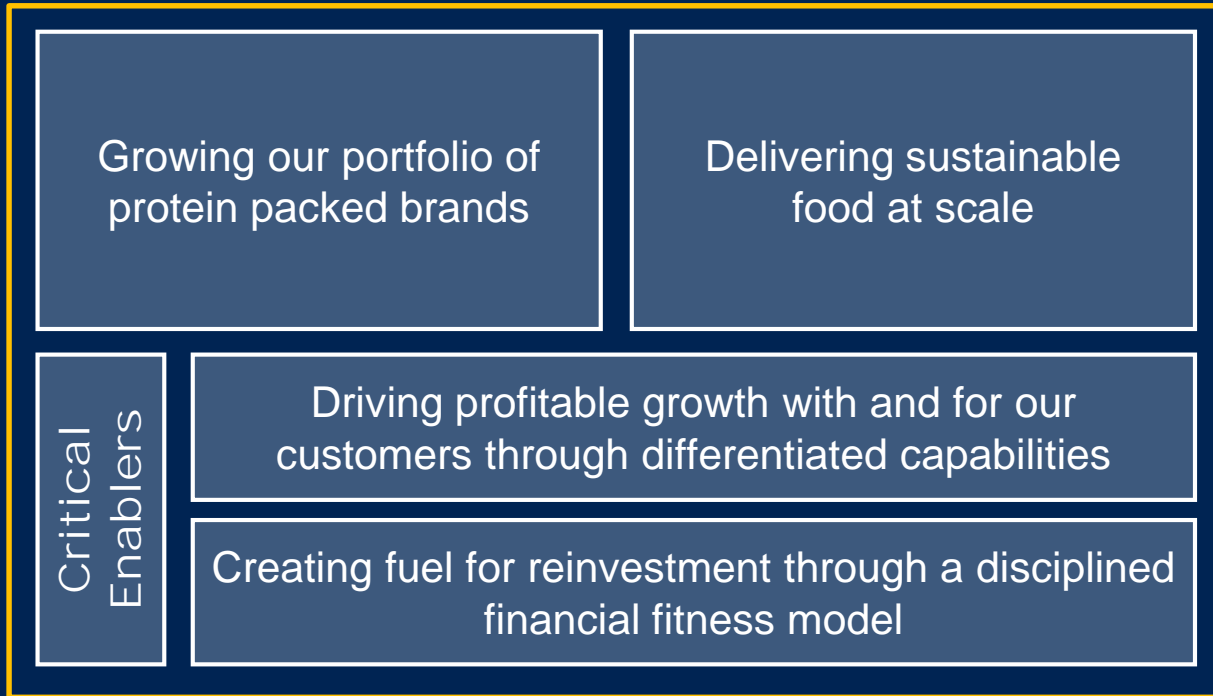 Growing our portfolio of
protein packed brands
Delivering sustainable
food at scale
Critical
Enablers
Driving profitable growth with and for our
customers through differentiated capabilities
Creating fuel for reinvestment through a disciplined
financial fitness model